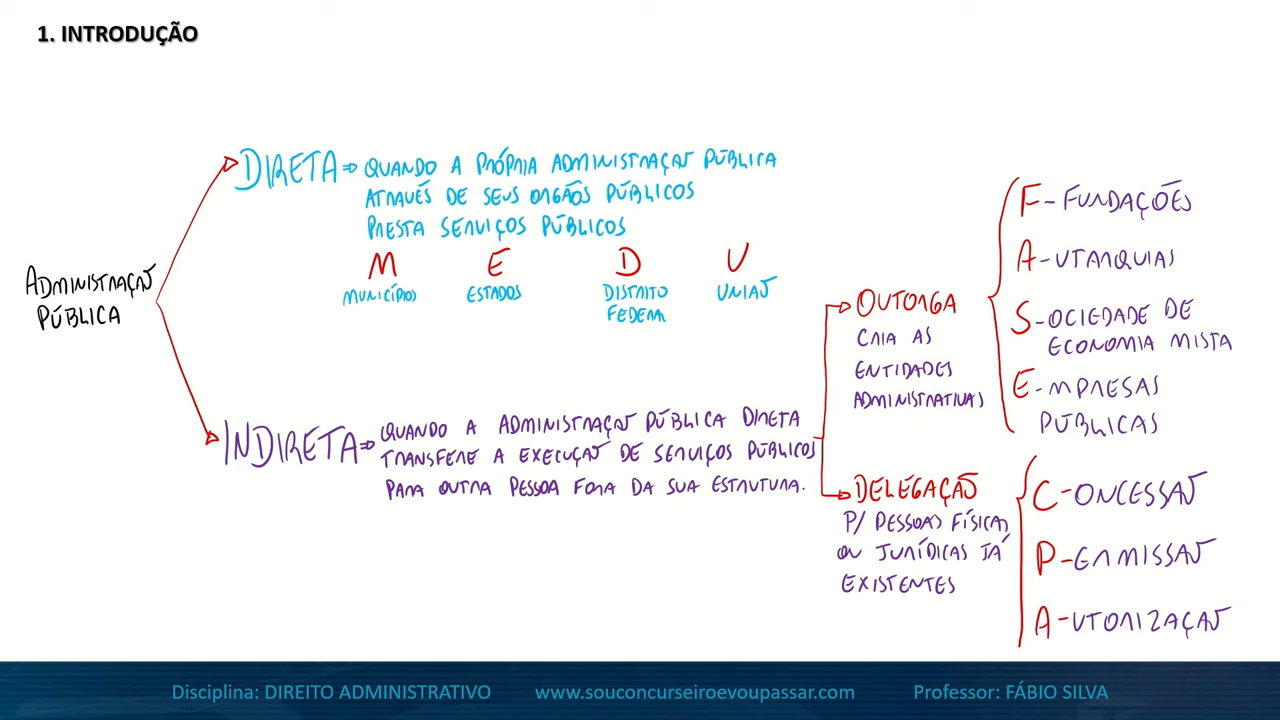 1. INTRODUÇÃO
ADMINISTRAÇÃO
PÚBLICA
DIRETA⇒ QUANDO A PRÓPRIA ADMINISTRAÇÃO PÚBLICA
ATRAVÉS DE SEUS ORGÃOS PÚBLICOS
PRESTA SERVIÇOS PÚBLICOS
M E D U
MUNICÍPIOS ESTADOS DISTRITO UNIÃO
FEDERAL
INDIRETA⇒ QUANDO A ADMINISTRAÇÃO PÚBLICA DIRETA
TRANSFERE A EXECUÇÃO DE SERVIÇOS PÚBLICOS
PARA OUTRA PESSOA FORA DA SUA ESTRUTURA.
OUTORGA
CRIA AS
ENTIDADES
ADMINISTRATIVAS
F-FUNDAÇÕES
A-UTARQUIAS
S-OCIEDADE DE
ECONOMIA MISTA
E-MPRESAS
PÚBLICAS
DELEGAÇÃO
P/ PESSOAS FÍSICAS
OU JURÍDICAS JÁ
EXISTENTES
C-ONCESSÃO
P-ERMISSÃO
A-UTORIZAÇÃO
Disciplina: DIREITO ADMINISTRATIVO www.souconcurseiroevoupassar.com Professor: FÁBIO SILVA